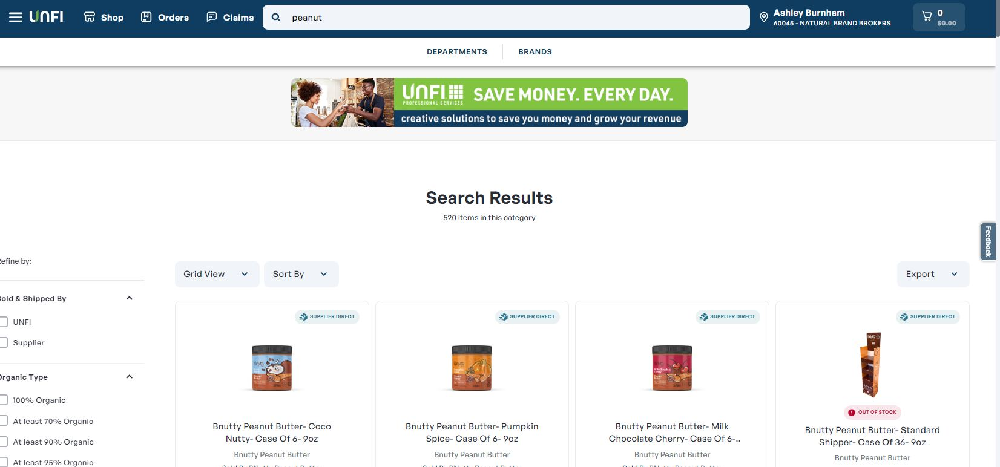 UNFI
Shop
Orders
Claims
peanut
Ashley Burnham
60045 - NATURAL BRAND BROKERS
0
$0.00
DEPARTMENTS
BRANDS
UNFI
PROFESSIONAL SERVICES
SAVE MONEY. EVERY DAY.
creative solutions to save you money and grow your revenue
Search Results
520 items in this category
Feedback
efine by:
Grid View
Sort By
Export
old & Shipped By
UNFI
Supplier
Organic Type
100% Organic
At least 70% Organic
At least 90% Organic
At least 95% Organic
SUPPLIER DIRECT
Bnutty Peanut Butter- Coco
Nutty- Case Of 6- 9oz
Bnutty Peanut Butter
SUPPLIER DIRECT
Bnutty Peanut Butter- Pumpkin
Spice- Case Of 6- 9oz
Bnutty Peanut Butter
SUPPLIER DIRECT
Bnutty Peanut Butter- Milk
Chocolate Cherry- Case Of 6-..
Bnutty Peanut Butter
SUPPLIER DIRECT
OUT OF STOCK
Bnutty Peanut Butter- Standard
Shipper- Case Of 36- 9oz
Bnutty Peanut Butter